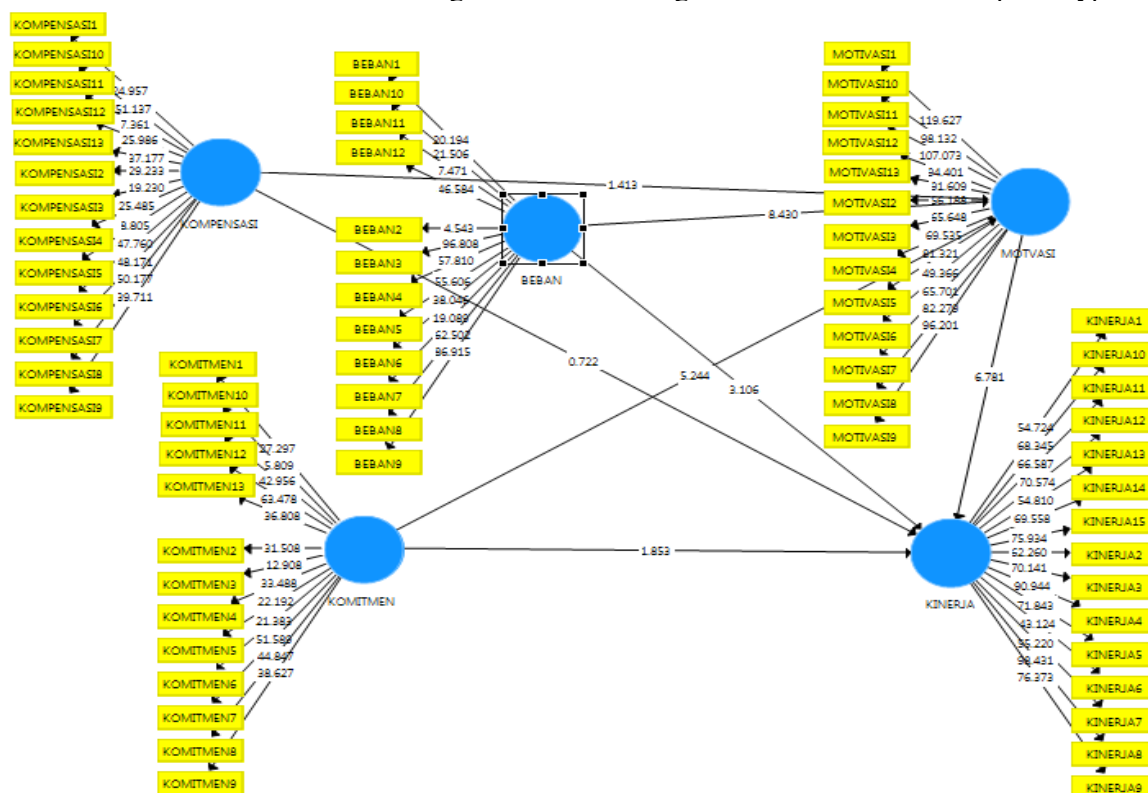 KOMPENSASI1
KOMPENSASI10
KOMPENSASI11
KOMPENSASI12
KOMPENSASI13
KOMPENSASI2
KOMPENSASI3
KOMPENSASI4
KOMPENSASI5
KOMPENSASI6
KOMPENSASI7
KOMPENSASI8
KOMPENSASI9
51.137
7.361
25.986
37.177
29.233
19.230
25.485
8.805
47.760
48.171
50.177
39.711
KOMPENSASI
BEBAN1
BEBAN10
BEBAN11
BEBAN12
BEBAN2
BEBAN3
BEBAN4
BEBAN5
BEBAN6
BEBAN7
BEBAN8
BEBAN9
20.194
21.506
7.471
46.584
4.543
96.808
57.810
55.606
38.046
19.089
62.502
86.915
BEBAN
MOTIVASI1
MOTIVASI10
MOTIVASI11
MOTIVASI12
MOTIVASI13
MOTIVASI2
MOTIVASI3
MOTIVASI4
MOTIVASI5
MOTIVASI6
MOTIVASI7
MOTIVASI8
MOTIVASI9
119.627
98.132
107.073
94.401
91.609
56.188
65.648
69.535
81.321
49.366
65.701
82.279
96.201
MOTVASI
1.413
8.430
0.722
5.244
3.106
6.781
1.853
KOMITMEN1
KOMITMEN10
KOMITMEN11
KOMITMEN12
KOMITMEN13
KOMITMEN2
KOMITMEN3
KOMITMEN4
KOMITMEN5
KOMITMEN6
KOMITMEN7
KOMITMEN8
KOMITMEN9
5.809
42.956
63.478
36.808
31.508
12.908
33.488
22.192
21.383
51.589
44.847
38.627
KOMITMEN
KINERJA
54.724
68.345
66.587
70.574
54.810
69.558
75.934
62.260
70.141
90.944
71.843
43.124
98.431
76.373
KINERJA1
KINERJA10
KINERJA11
KINERJA12
KINERJA13
KINERJA14
KINERJA15
KINERJA2
KINERJA3
KINERJA4
KINERJA5
KINERJA6
KINERJA7
KINERJA8
KINERJA9